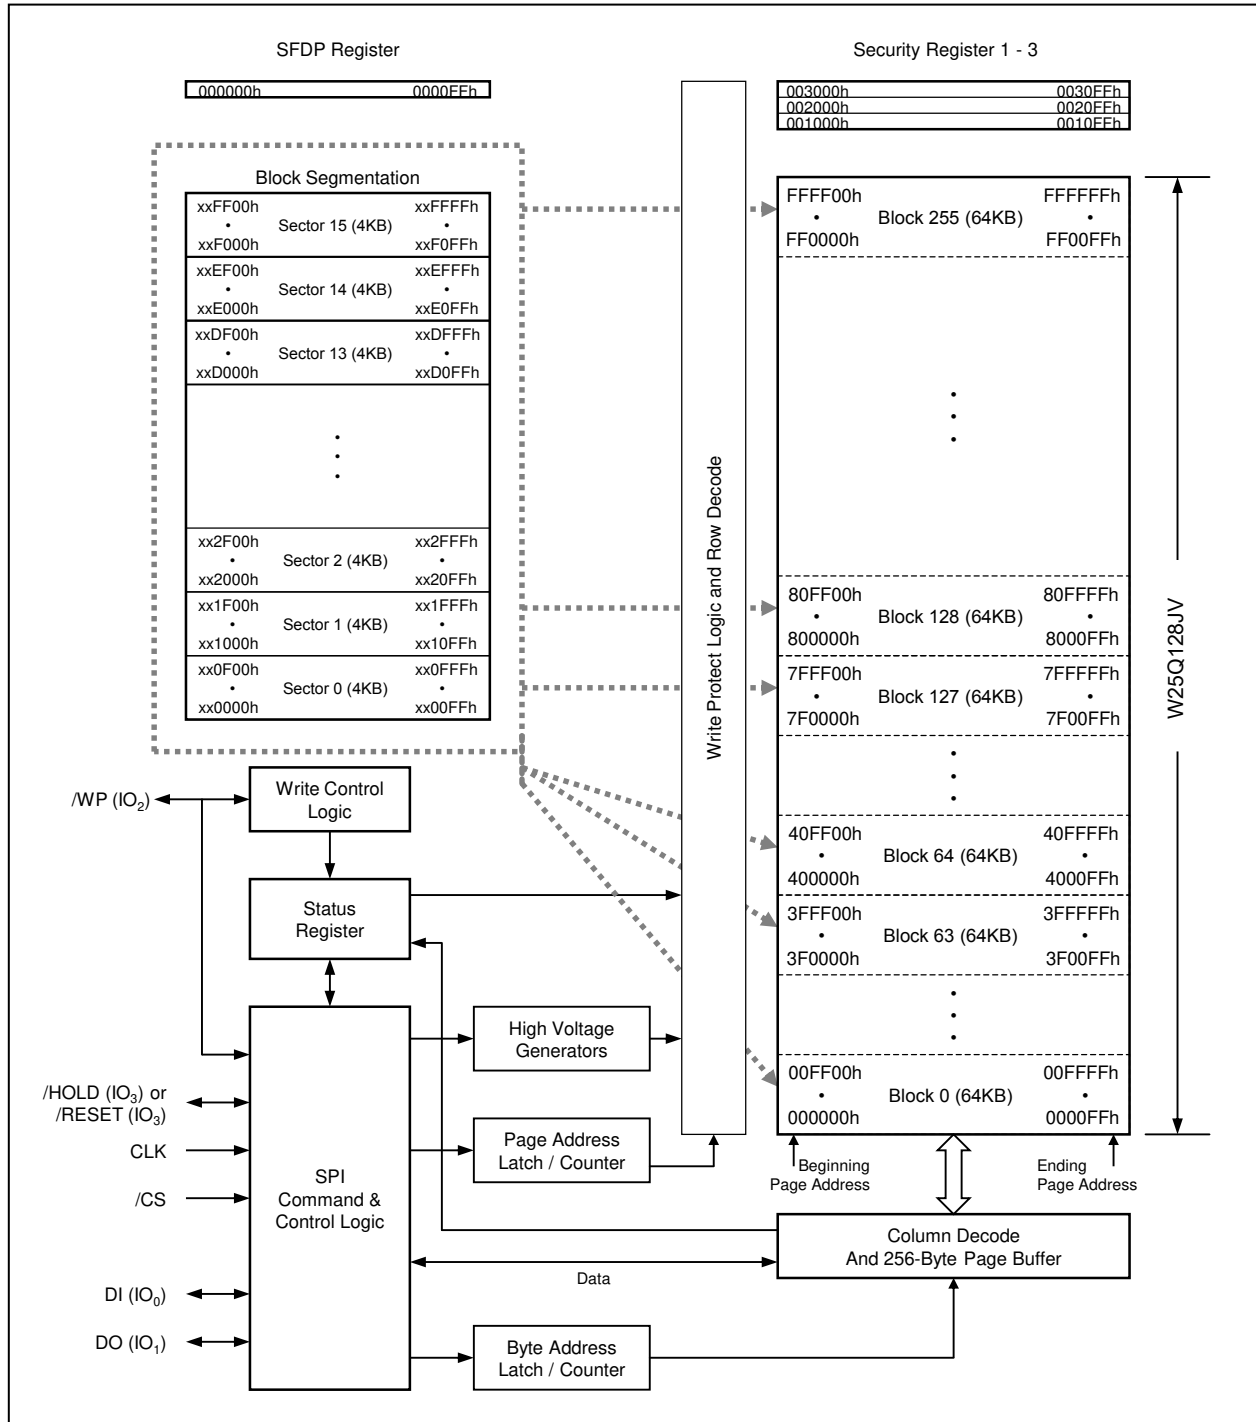 SFDP Register
000000h 0000FFh
Security Register 1 - 3
003000h 0030FFh
002000h 0020FFh
001000h 0010FFh
Block Segmentation
xxFF00h xxFFFFh
• Sector 15 (4KB) •
xxF000h xxF0FFh
xxEF00h xxEFFFh
• Sector 14 (4KB) •
xxE000h xxE0FFh
xxDF00h xxDFFFh
• Sector 13 (4KB) •
xxD000h xxD0FFh
•
•
•
xx2F00h xx2FFFh
• Sector 2 (4KB) •
xx2000h xx20FFh
xx1F00h xx1FFFh
• Sector 1 (4KB) •
xx1000h xx10FFh
xx0F00h xx0FFFh
• Sector 0 (4KB) •
xx0000h xx00FFh
Write Protect Logic and Row Decode
FFFF00h FFFFFFh
• Block 255 (64KB) •
FF0000h FF00FFh
•
•
•
80FF00h 80FFFFh
• Block 128 (64KB) •
800000h 8000FFh
7FFF00h 7FFFFFh
• Block 127 (64KB) •
7F0000h 7F00FFh
•
•
•
40FF00h 40FFFFh
• Block 64 (64KB) •
400000h 4000FFh
3FFF00h 3FFFFFh
• Block 63 (64KB) •
3F0000h 3F00FFh
•
•
•
00FF00h 00FFFFh
• Block 0 (64KB) •
000000h 0000FFh
W25Q128JV
Beginning
Page Address
Ending
Page Address
/WP (IO₂)
Write Control
Logic
Status
Register
High Voltage
Generators
/HOLD (IO₃) or
/RESET (IO₃)
CLK
/CS
DI (IO₀)
DO (IO₁)
SPI
Command &
Control Logic
Page Address
Latch / Counter
Column Decode
And 256-Byte Page Buffer
Data
Byte Address
Latch / Counter